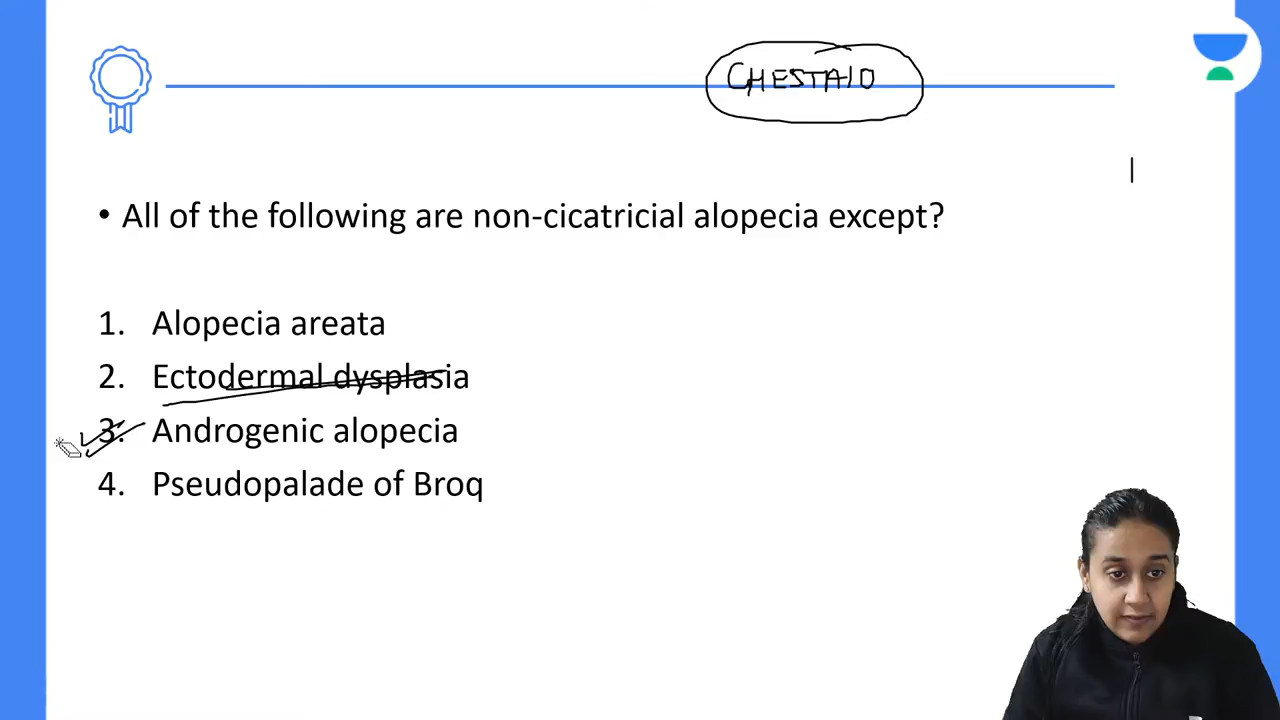 CHESTAID
• All of the following are non-cicatricial alopecia except?
1. Alopecia areata
2. Ectodermal dysplasia
3. Androgenic alopecia
4. Pseudopalade of Broq